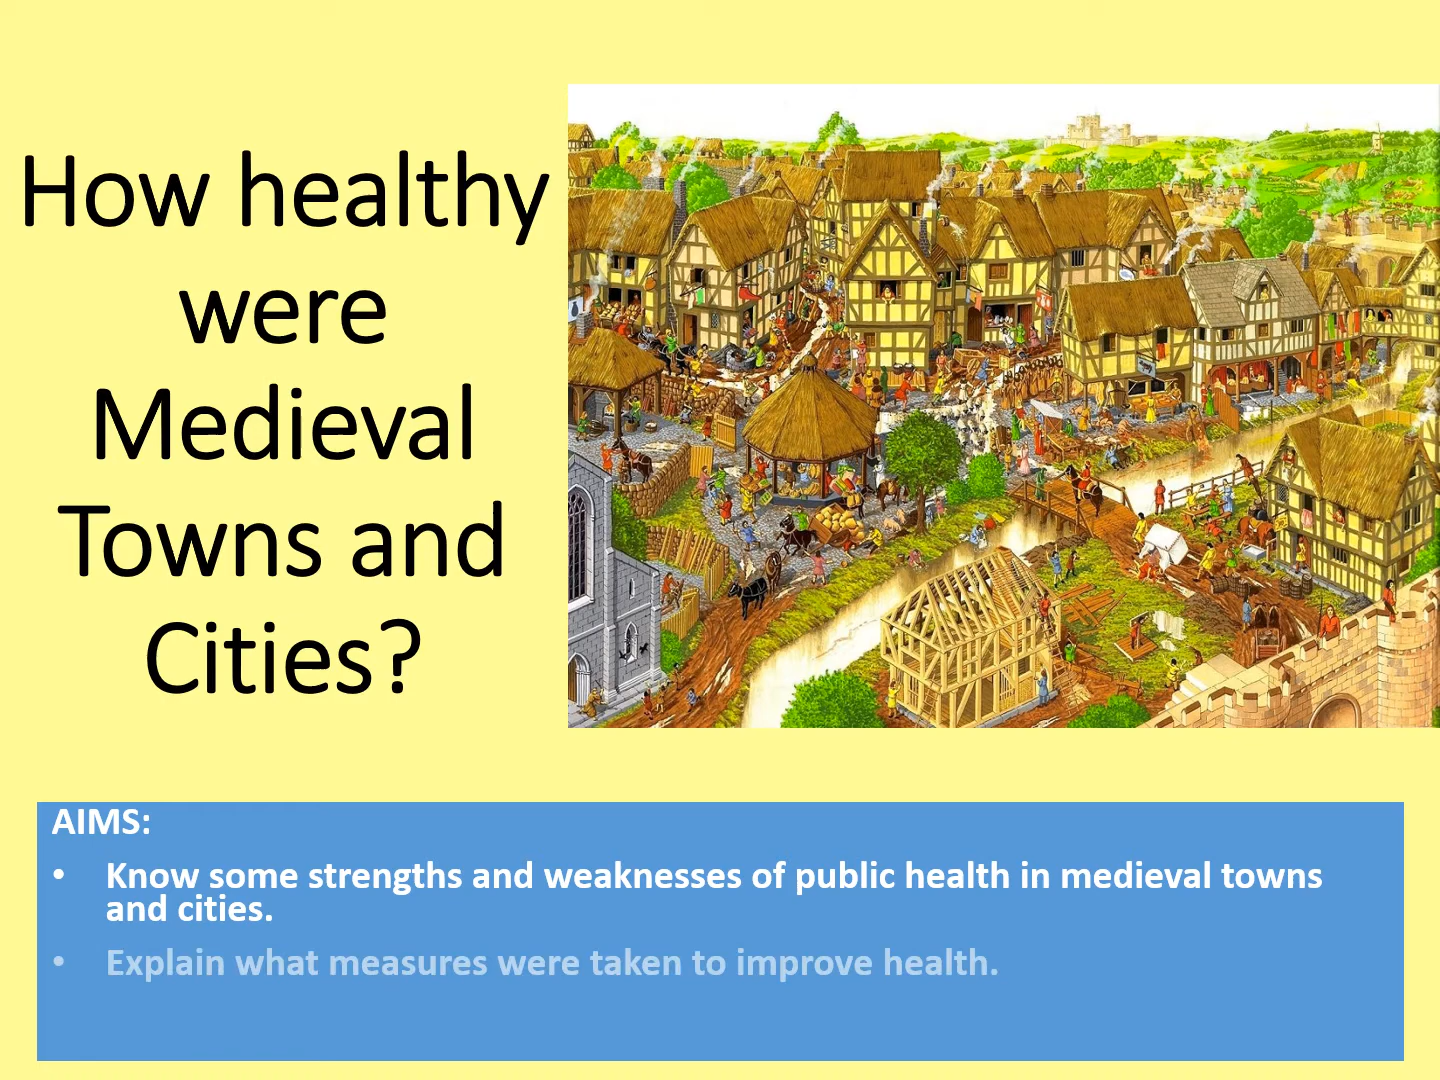 How healthy
were
Medieval
Towns and
Cities?
AIMS:
• Know some strengths and weaknesses of public health in medieval towns
and cities.
• Explain what measures were taken to improve health.